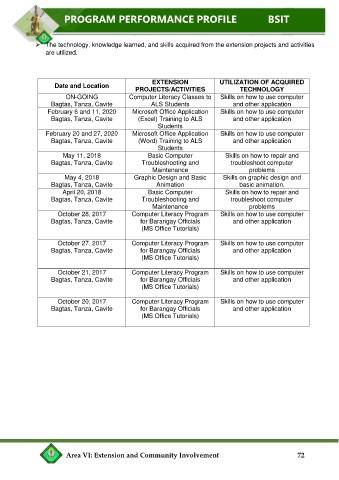 PROGRAM PERFORMANCE PROFILE BSIT
➢ The technology, knowledge learned, and skills acquired from the extension projects and activities
are utilized.
Date and Location
EXTENSION
PROJECTS/ACTIVITIES
UTILIZATION OF ACQUIRED
TECHNOLOGY
ON-GOING
Bagtas, Tanza, Cavite
Computer Literacy Classes to
ALS Students
Skills on how to use computer
and other application
February 6 and 11, 2020
Bagtas, Tanza, Cavite
Microsoft Office Application
(Excel) Training to ALS
Students
Skills on how to use computer
and other application
February 20 and 27, 2020
Bagtas, Tanza, Cavite
Microsoft Office Application
(Word) Training to ALS
Students
Skills on how to use computer
and other application
May 11, 2018
Bagtas, Tanza, Cavite
Basic Computer
Troubleshooting and
Maintenance
Skills on how to repair and
troubleshoot computer
problems
May 4, 2018
Bagtas, Tanza, Cavite
Graphic Design and Basic
Animation
Skills on graphic design and
basic animation.
April 20, 2018
Bagtas, Tanza, Cavite
Basic Computer
Troubleshooting and
Maintenance
Skills on how to repair and
troubleshoot computer
problems
October 28, 2017
Bagtas, Tanza, Cavite
Computer Literacy Program
for Barangay Officials
(MS Office Tutorials)
Skills on how to use computer
and other application
October 27, 2017
Bagtas, Tanza, Cavite
Computer Literacy Program
for Barangay Officials
(MS Office Tutorials)
Skills on how to use computer
and other application
October 21, 2017
Bagtas, Tanza, Cavite
Computer Literacy Program
for Barangay Officials
(MS Office Tutorials)
Skills on how to use computer
and other application
October 20, 2017
Bagtas, Tanza, Cavite
Computer Literacy Program
for Barangay Officials
(MS Office Tutorials)
Skills on how to use computer
and other application
Area VI: Extension and Community Involvement 72